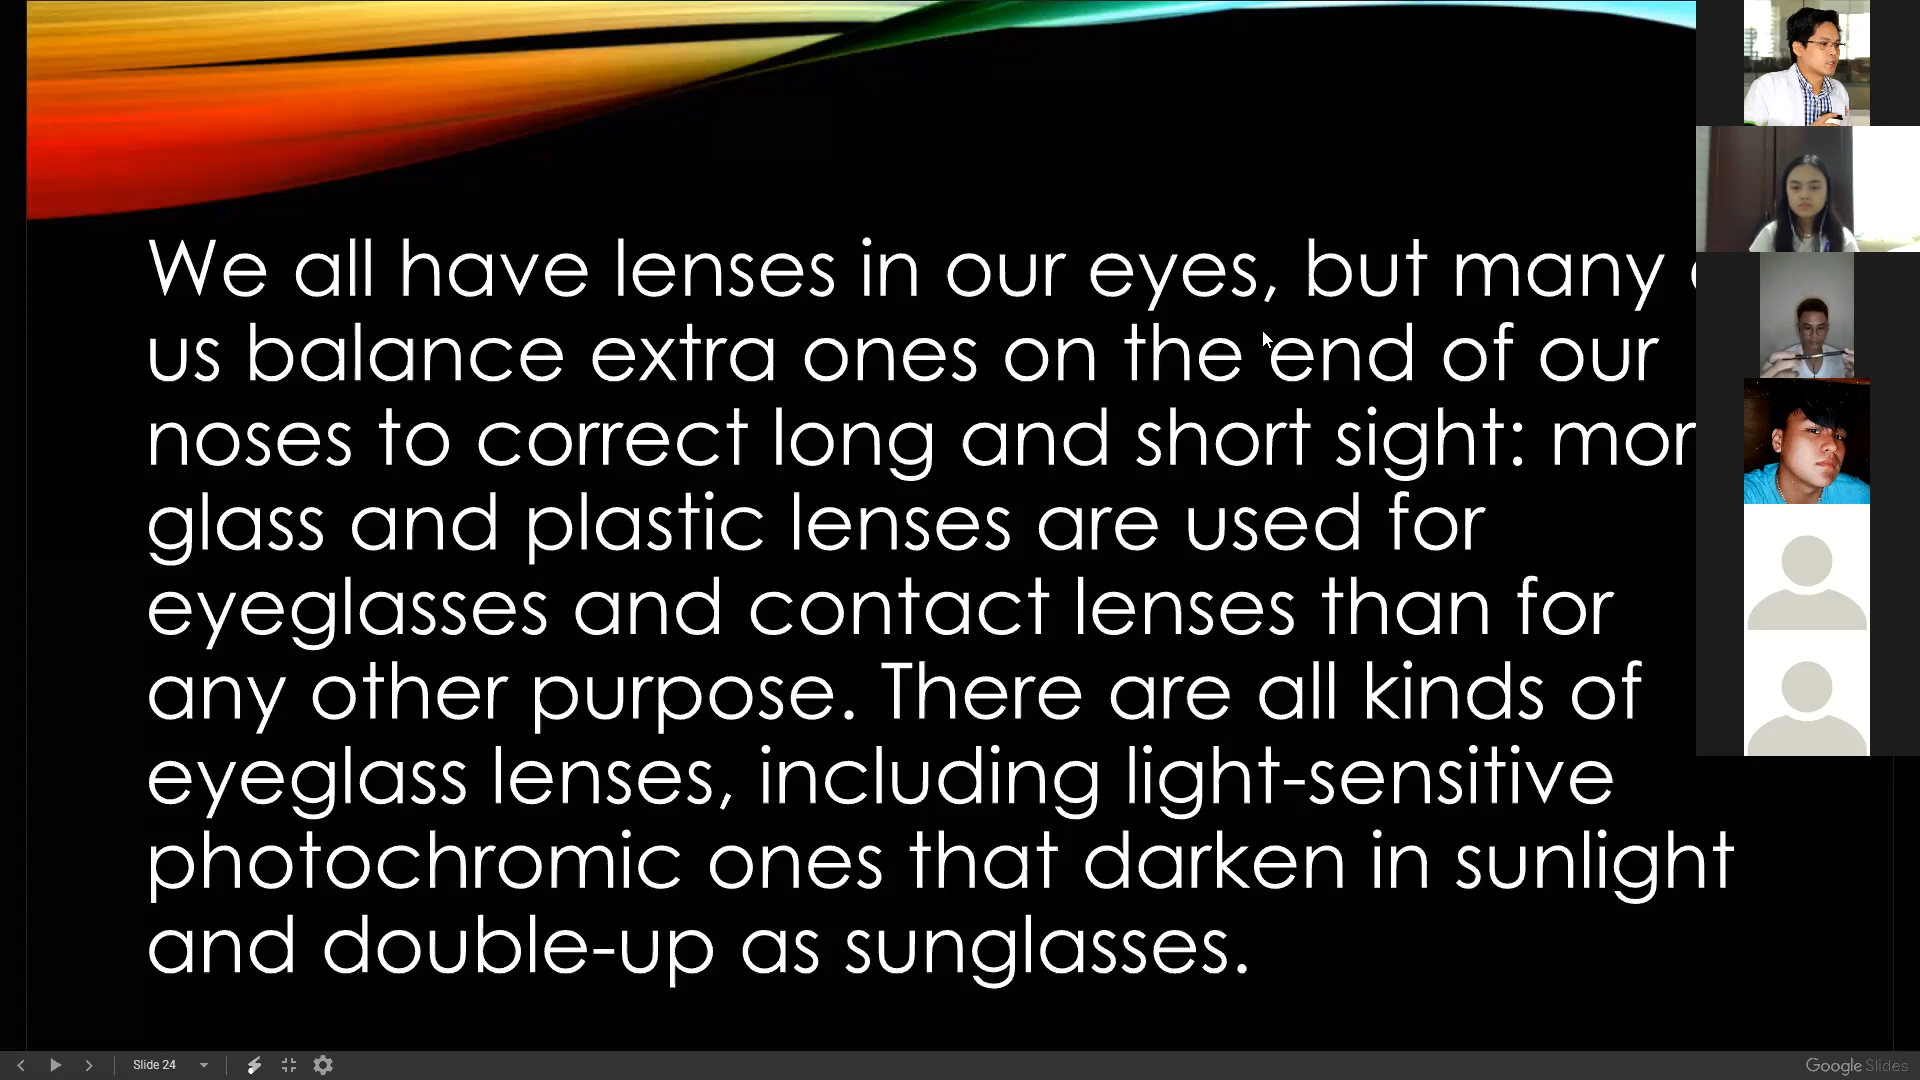 We all have lenses in our eyes, but many
us balance extra ones on the end of our
noses to correct long and short sight: mor
glass and plastic lenses are used for
eyeglasses and contact lenses than for
any other purpose. There are all kinds of
eyeglass lenses, including light-sensitive
photochromic ones that darken in sunlight
and double-up as sunglasses.
Slide 24
Google Slides